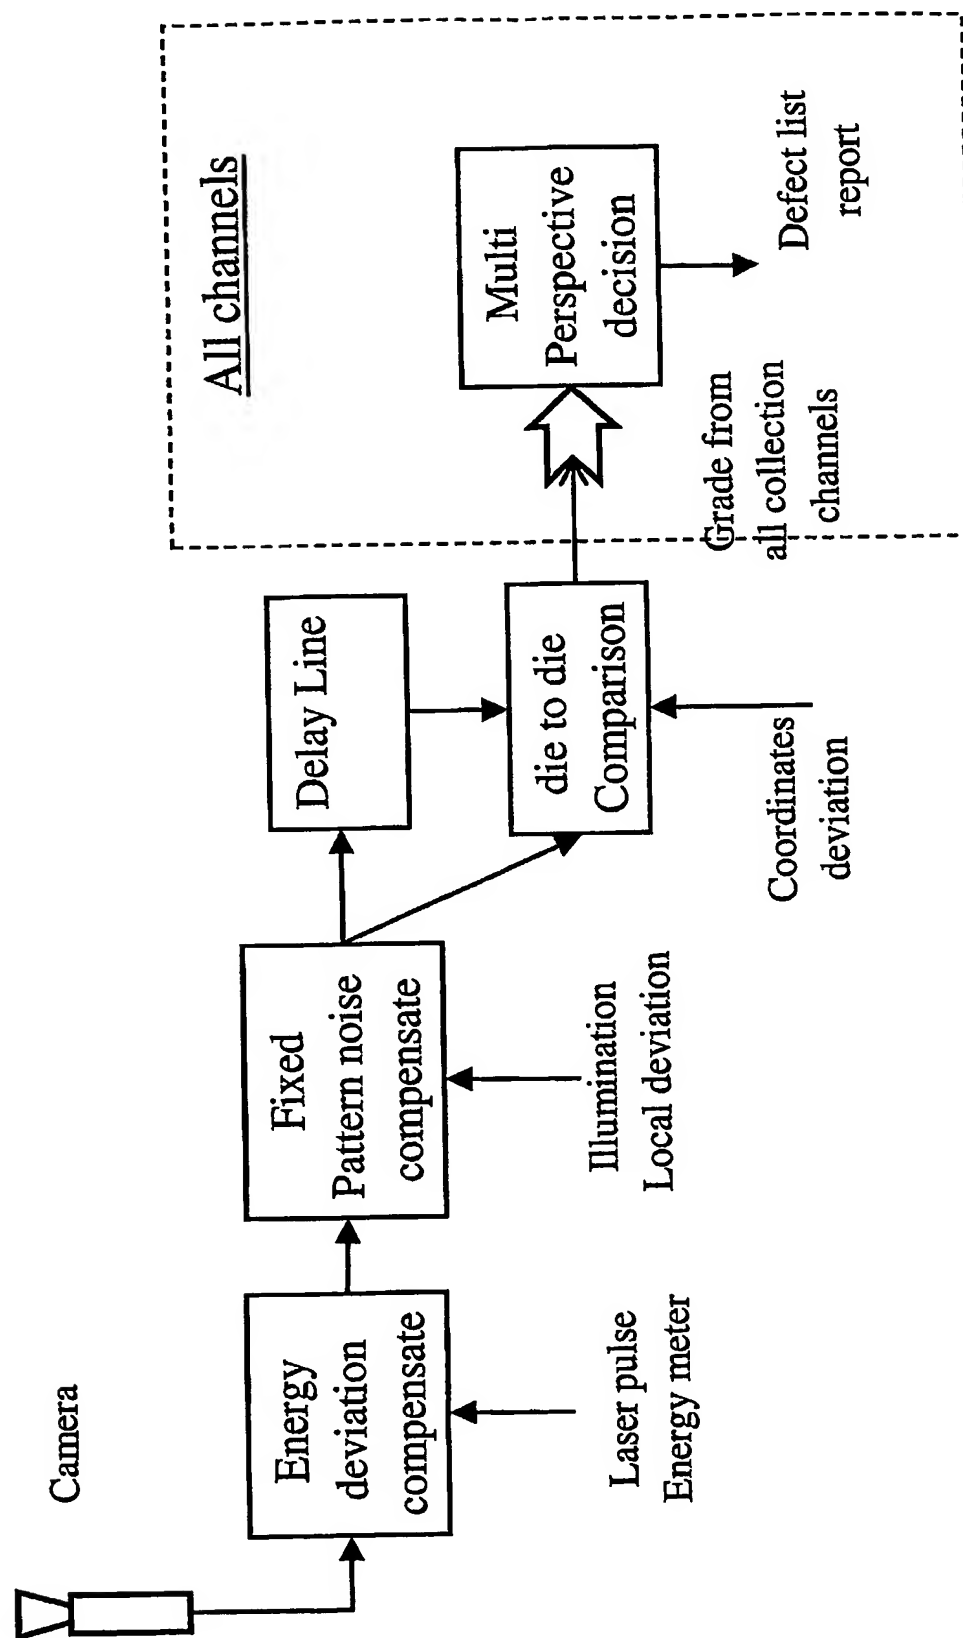 Camera
Energy
deviation
compensate
Laser pulse
Energy meter
Fixed
Pattern noise
compensate
Illumination
Local deviation
Delay Line
die to die
Comparison
Coordinates
deviation
All channels
Multi
Perspective
decision
Grade from
all collection
channels
Defect list
report